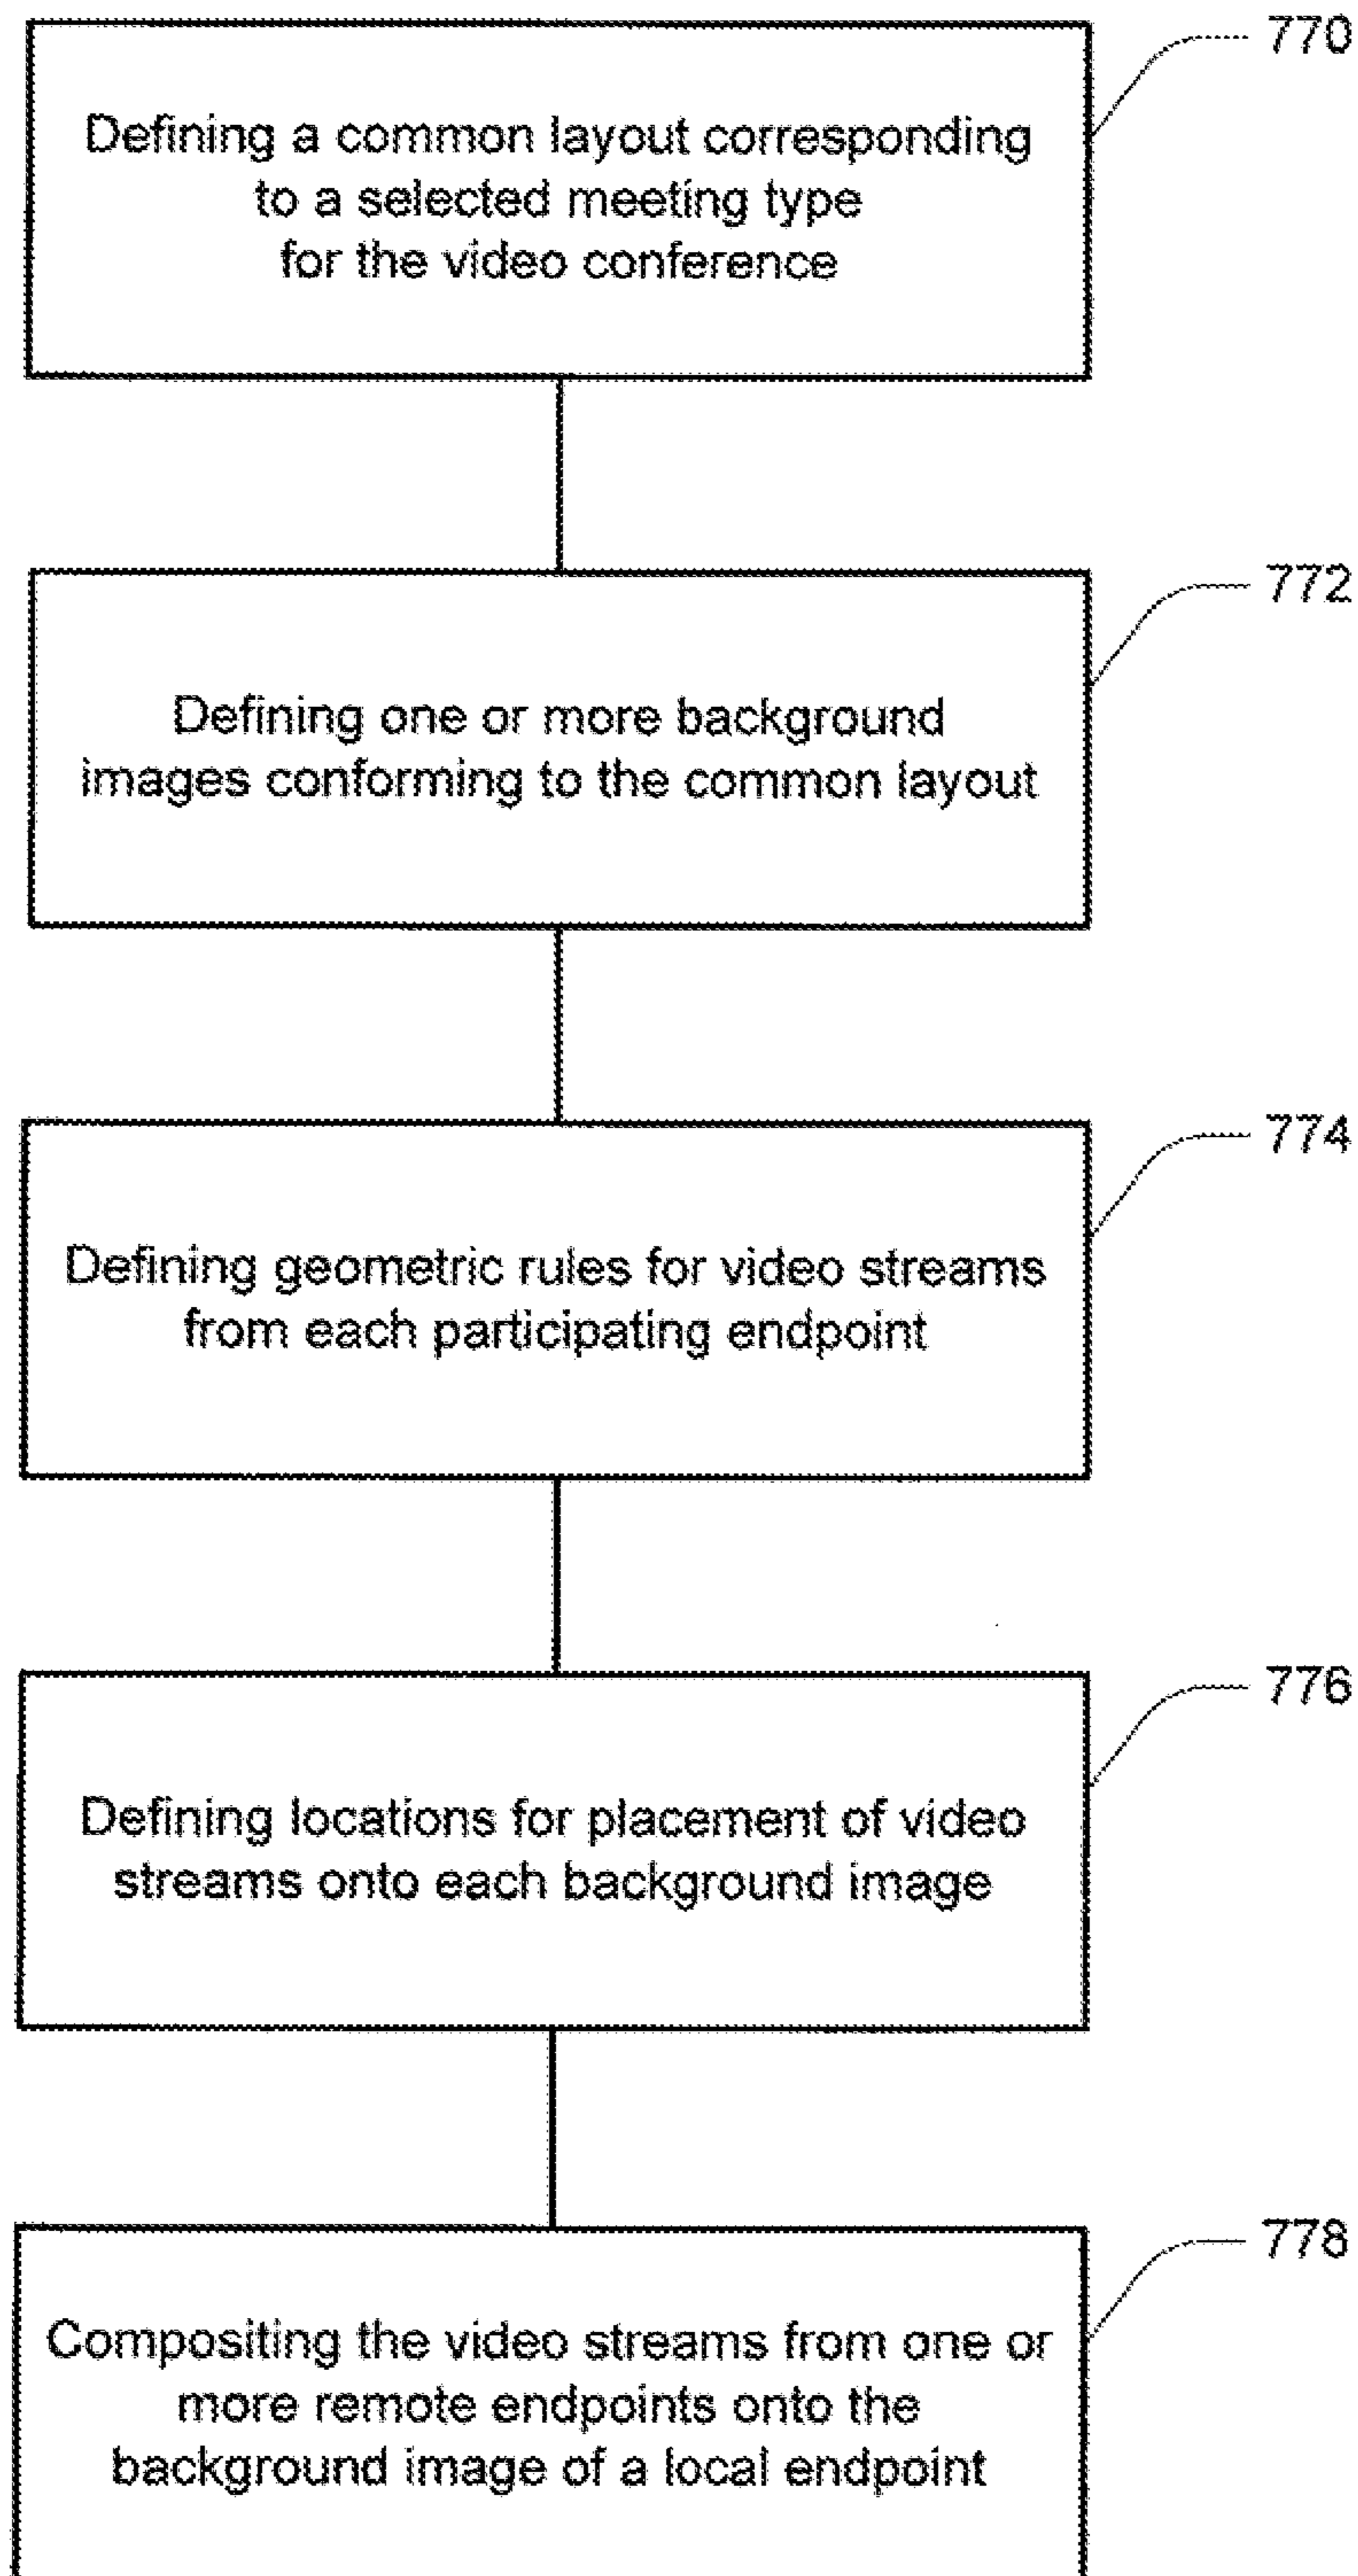 770
Defining a common layout corresponding
to a selected meeting type
for the video conference
772
Defining one or more background
images conforming to the common layout
774
Defining geometric rules for video streams
from each participating endpoint
776
Defining locations for placement of video
streams onto each background image
778
Compositing the video streams from one or
more remote endpoints onto the
background image of a local endpoint